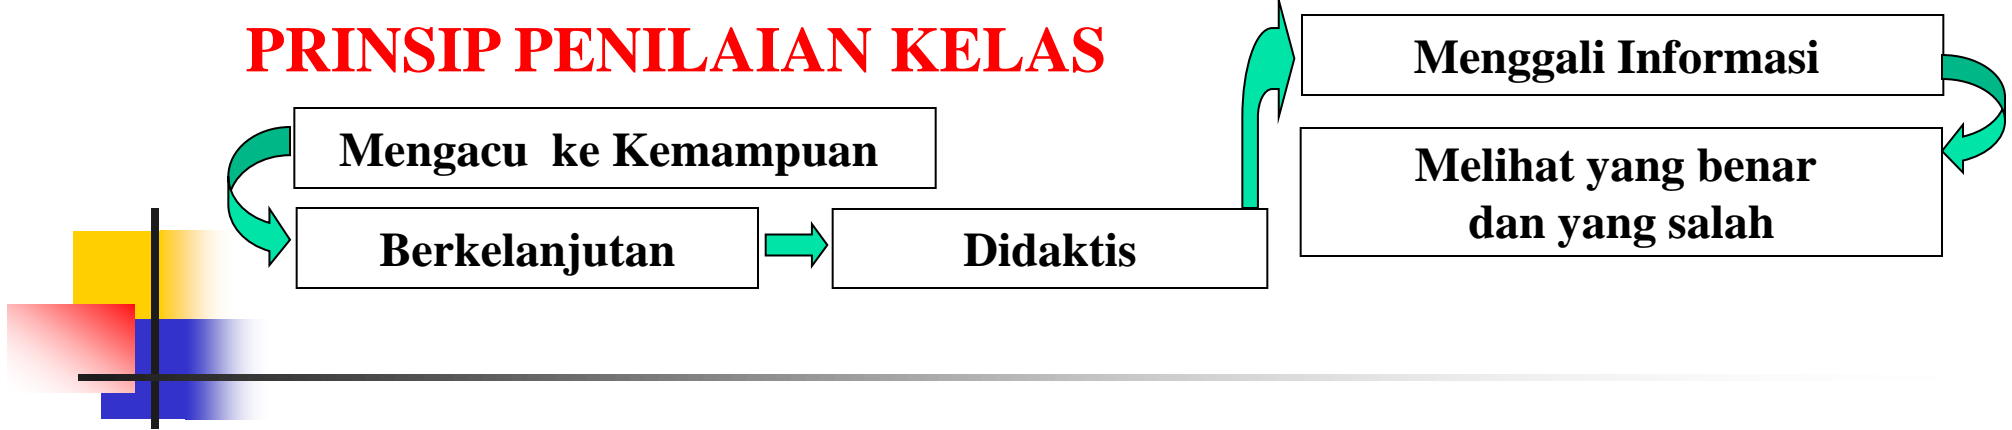 PRINSIP PENILAIAN KELAS
Mengacu ke Kemampuan
Berkelanjutan
Didaktis
Menggali Informasi
Melihat yang benar
dan yang salah